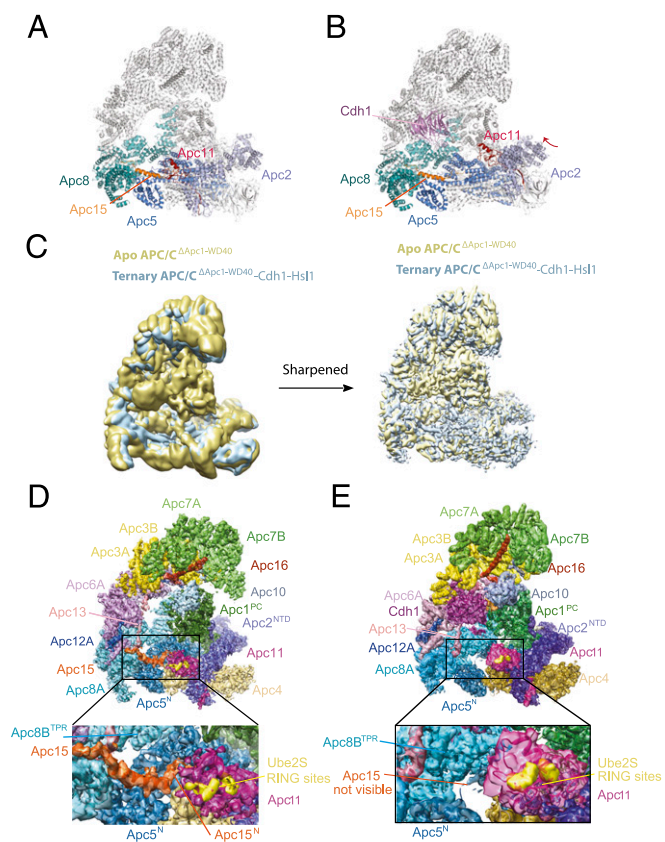 A
B
Cdh1
Apc11
Apc11
Apc8
Apc2
Apc8
Apc2
Apc15
Apc15
Apc5
Apc5
C
Apo APC/C ΔApc1-WD40
Ternary APC/C ΔApc1-WD40-Cdh1-Hsl1
Apo APC/C ΔApc1-WD40
Ternary APC/C ΔApc1-WD40-Cdh1-Hsl1
Sharpened
D
Apc7A
Apc3B
Apc7B
Apc3A
Apc16
Apc6A
Apc10
Apc13
Apc1PC
Apc2NTD
Apc12A
Apc11
Apc15
Apc8A
Apc4
Apc5N
Apc8BTPR
Apc15
Ube2S
RING sites
Apc11
Apc5N
Apc15N
E
Apc7A
Apc3B
Apc7B
Apc3A
Apc16
Apc6A
Apc10
Cdh1
Apc1PC
Apc13
Apc2NTD
Apc12A
Apc11
Apc8A
Apc4
Apc5N
Apc8BTPR
Apc15
not visible
Ube2S
RING sites
Apc11
Apc5N